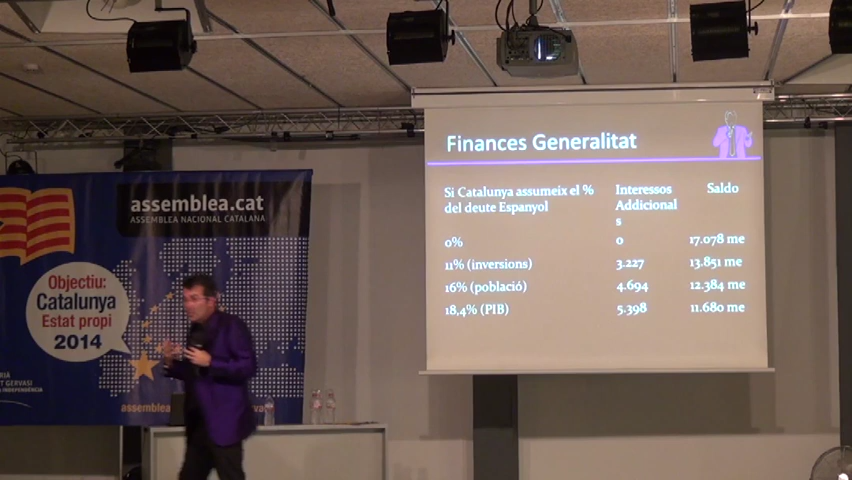 assemblea.cat
ASSEMBLEA NACIONAL CATALANA
Objectiu:
Catalunya
Estat propi
2014
T GERVASI
INDEPENDÈNCIA
assemblea
Finances Generalitat
Si Catalunya assumeix el %
del deute Espanyol
Interessos
Addicional
s
Saldo
0% 0 17.078 me
11% (inversions) 3.227 13.851 me
16% (població) 4.694 12.384 me
18,4% (PIB) 5.398 11.680 me